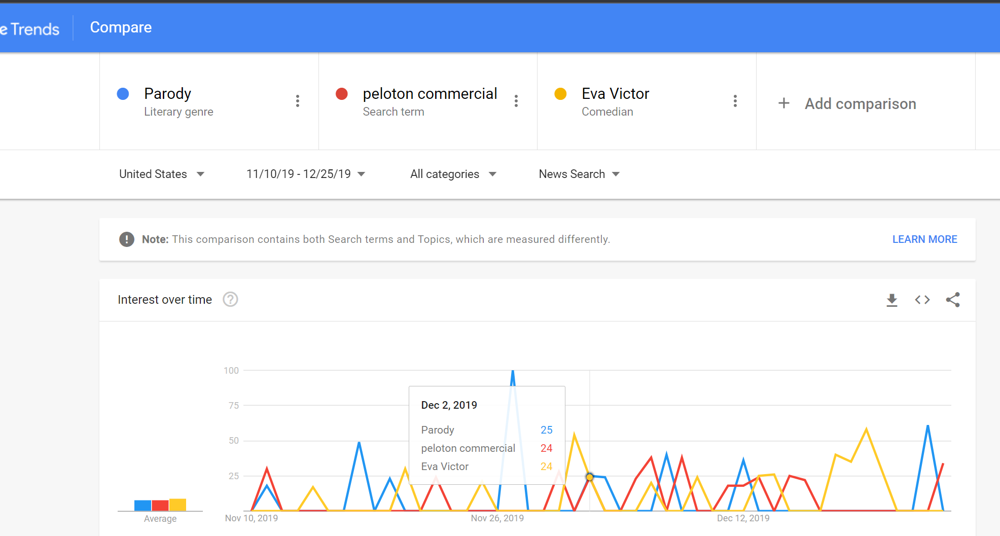 e Trends
Compare
Parody
Literary genre
peloton commercial
Search term
Eva Victor
Comedian
+ Add comparison
United States
11/10/19 - 12/25/19
All categories
News Search
Note: This comparison contains both Search terms and Topics, which are measured differently.
LEARN MORE
Interest over time
100
75
50
25
Dec 2, 2019
Parody 25
peloton commercial 24
Eva Victor 24
Average
Nov 10, 2019
Nov 26, 2019
Dec 12, 2019